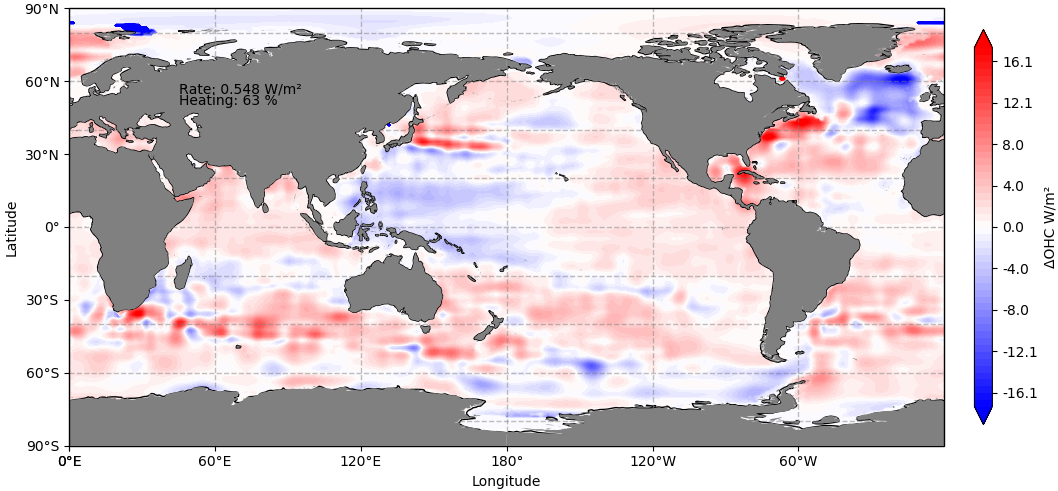 90°N
60°N
30°N
0°
30°S
60°S
90°S
Latitude
Rate: 0.548 W/m²
Heating: 63 %
0°E
60°E
120°E
180°
120°W
60°W
Longitude
16.1
12.1
8.0
4.0
0.0
-4.0
-8.0
-12.1
-16.1
ΔOHC W/m²